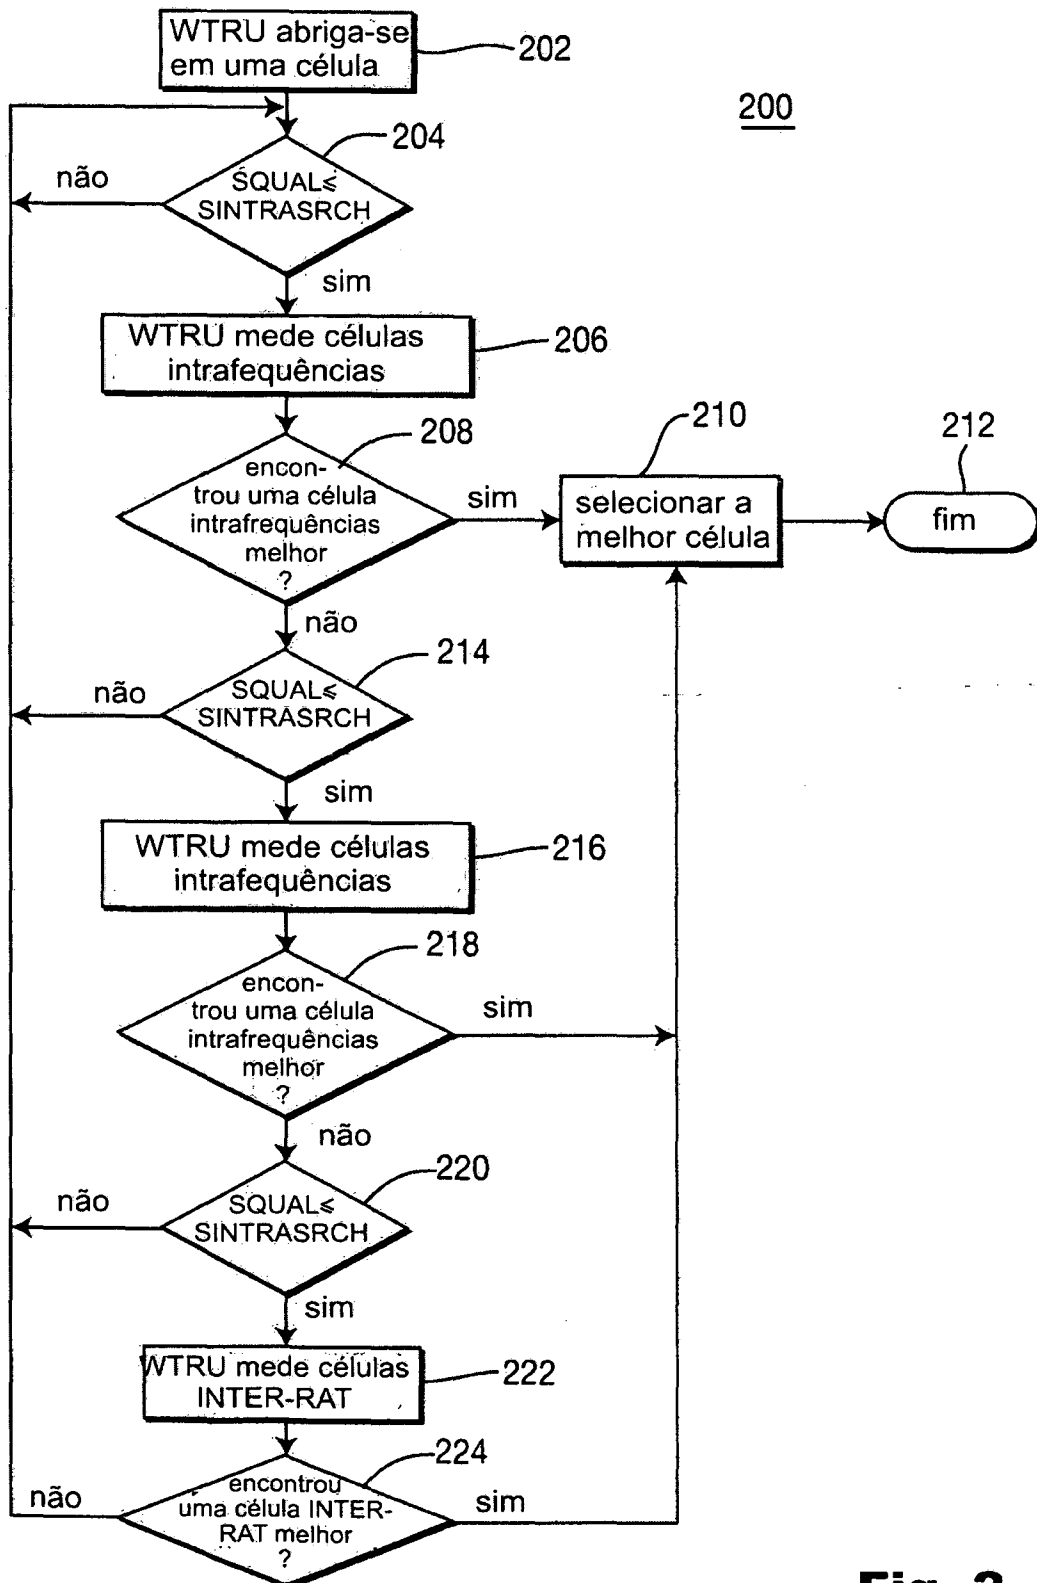 WTRU abriga-se
em uma célula
202
200
204
não
SQUAL≤
SINTRASRCH
sim
WTRU mede células
intrafequências
206
208
encon-
trou uma célula
intrafrequências
melhor
?
sim
210
selecionar a
melhor célula
212
fim
não
214
não
SQUAL≤
SINTRASRCH
sim
WTRU mede células
intrafequências
216
218
encon-
trou uma célula
intrafrequências
melhor
?
sim
não
220
não
SQUAL≤
SINTRASRCH
sim
WTRU mede células
INTER-RAT
222
224
não
encontrou
uma célula INTER-
RAT melhor
?
sim